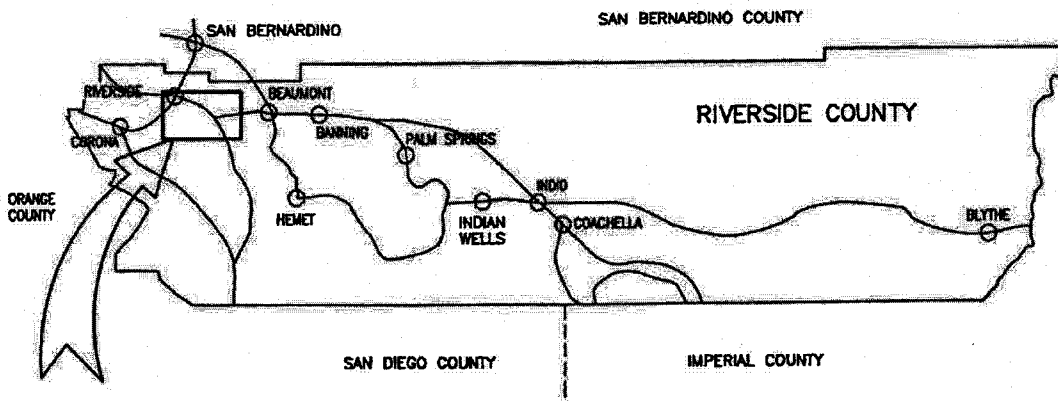 SAN BERNARDINO COUNTY
SAN BERNARDINO
RIVERSIDE
BEAUMONT
RIVERSIDE COUNTY
CORONA
BANNING
PALM SPRINGS
ORANGE
COUNTY
HEMET
INDIAN
WELLS
INDIO
COACHELLA
BLYTHE
SAN DIEGO COUNTY
IMPERIAL COUNTY